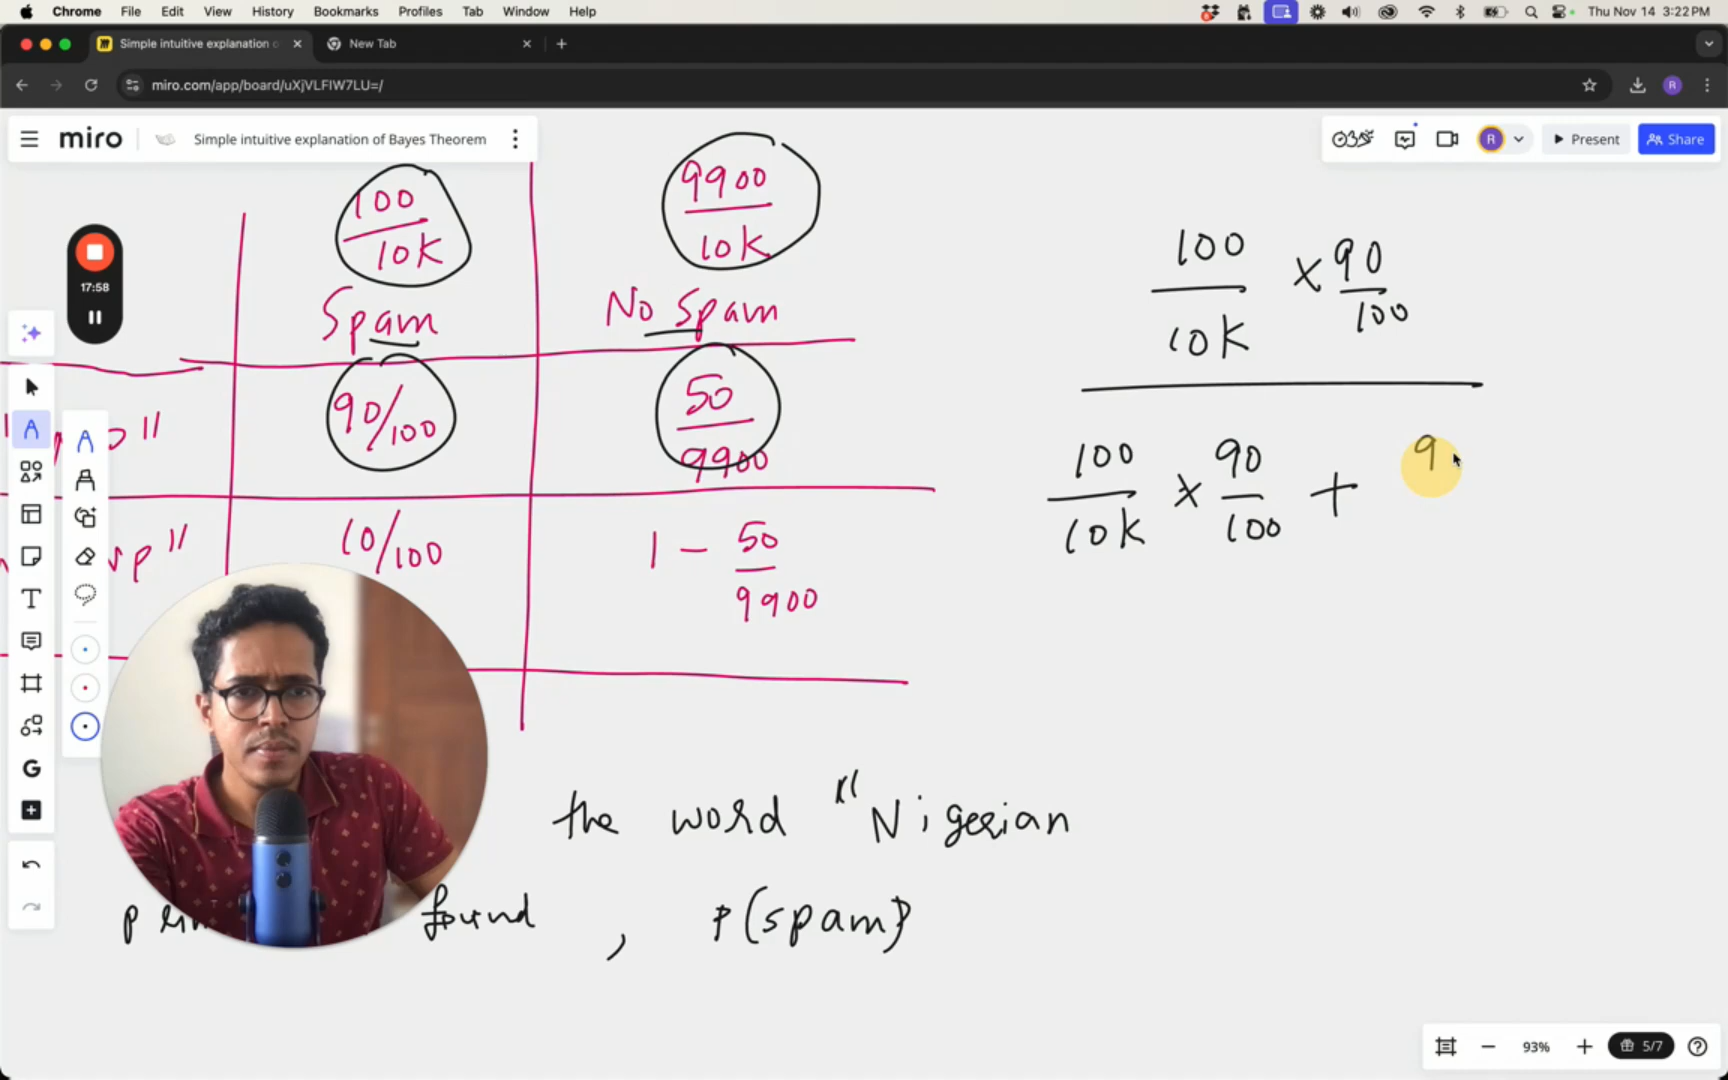 Chrome File Edit View History Bookmarks Profiles Tab Window Help Thu Nov 14 3:22 PM
Simple intuitive explanation o New Tab
miro.com/app/board/uXjVLFIW7LU=/
R
miro Simple intuitive explanation of Bayes Theorem R Present Share
100
10K
9900
10K
17:58
Spam No Spam
90/100
50
9900
10/100
1 - 50
9900
100 × 90
10K 100
100 × 90 + 9
10K 100
T
G
the word "Nigerian
found , P(spam)
93% 5/7